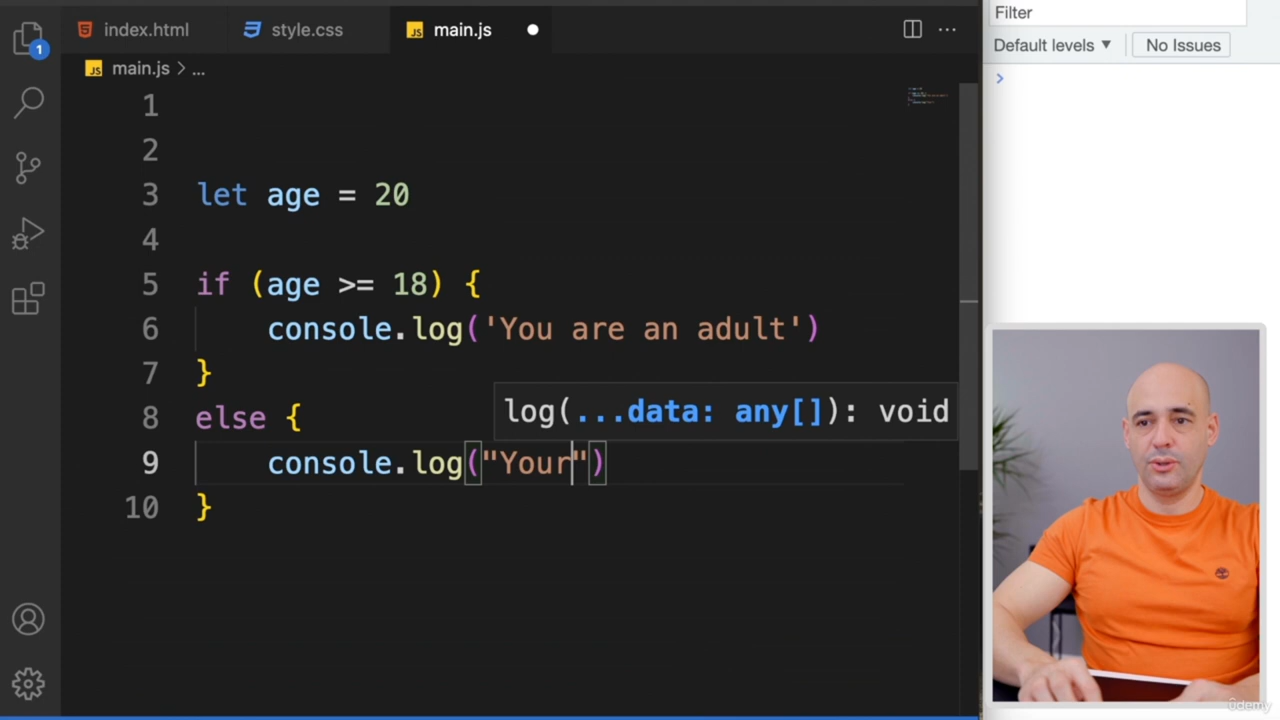 index.html
style.css
main.js
Filter
Default levels ▼
No Issues
1
main.js > ...
>
1
2
3 let age = 20
4
5 if (age >= 18) {
6 console.log('You are an adult')
7 }
8 else {
log(...data: any[]): void
9 console.log("Your")
10 }
ûdemy